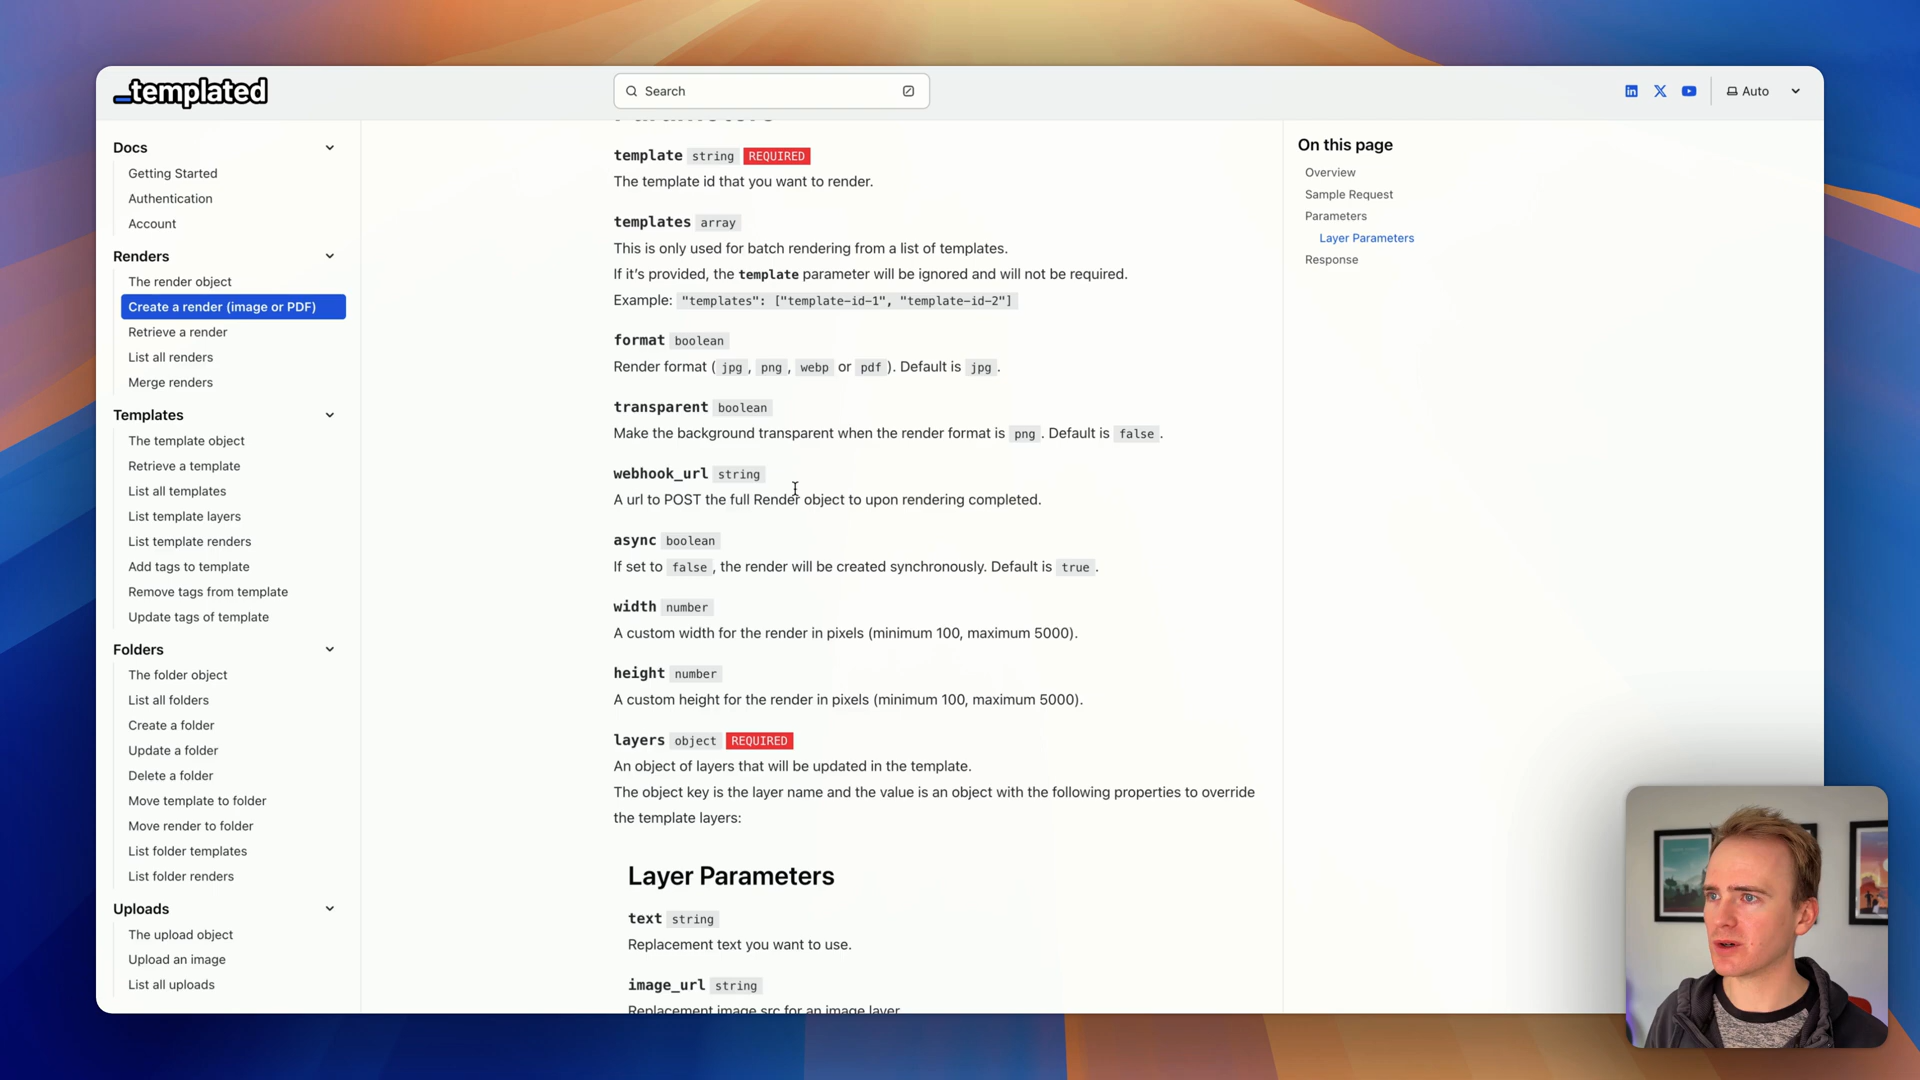 _templated
Search
Auto
Docs
Getting Started
Authentication
Account
Renders
The render object
Create a render (image or PDF)
Retrieve a render
List all renders
Merge renders
Templates
The template object
Retrieve a template
List all templates
List template layers
List template renders
Add tags to template
Remove tags from template
Update tags of template
Folders
The folder object
List all folders
Create a folder
Update a folder
Delete a folder
Move template to folder
Move render to folder
List folder templates
List folder renders
Uploads
The upload object
Upload an image
List all uploads
Parameters
template string REQUIRED
The template id that you want to render.
templates array
This is only used for batch rendering from a list of templates.
If it's provided, the template parameter will be ignored and will not be required.
Example: "templates": ["template-id-1", "template-id-2"]
format boolean
Render format ( jpg , png , webp or pdf ). Default is jpg .
transparent boolean
Make the background transparent when the render format is png . Default is false .
webhook_url string
A url to POST the full Render object to upon rendering completed.
async boolean
If set to false , the render will be created synchronously. Default is true .
width number
A custom width for the render in pixels (minimum 100, maximum 5000).
height number
A custom height for the render in pixels (minimum 100, maximum 5000).
layers object REQUIRED
An object of layers that will be updated in the template.
The object key is the layer name and the value is an object with the following properties to override
the template layers:
Layer Parameters
text string
Replacement text you want to use.
image_url string
Replacement image src for an image layer
On this page
Overview
Sample Request
Parameters
Layer Parameters
Response